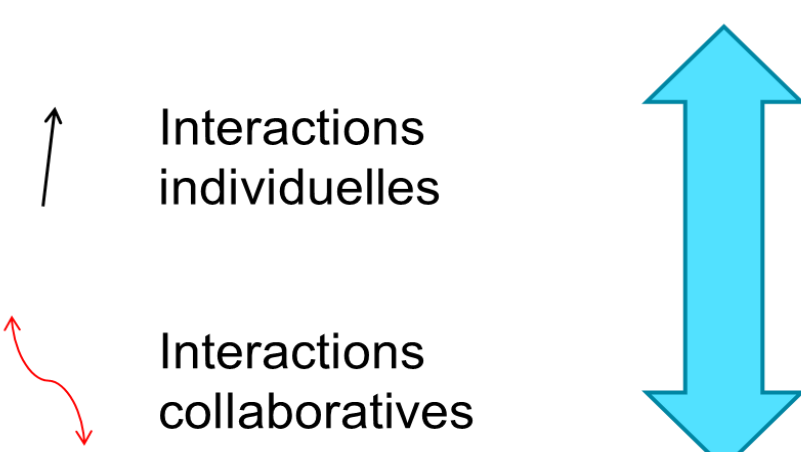 Interactions
individuelles
Interactions
collaboratives